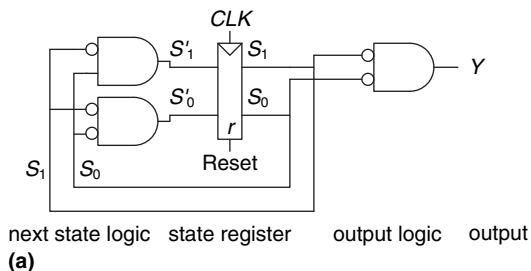 CLK
S'1 S1
Y
S'0 S0
r
Reset
S1 S0
next state logic state register output logic output
(a)